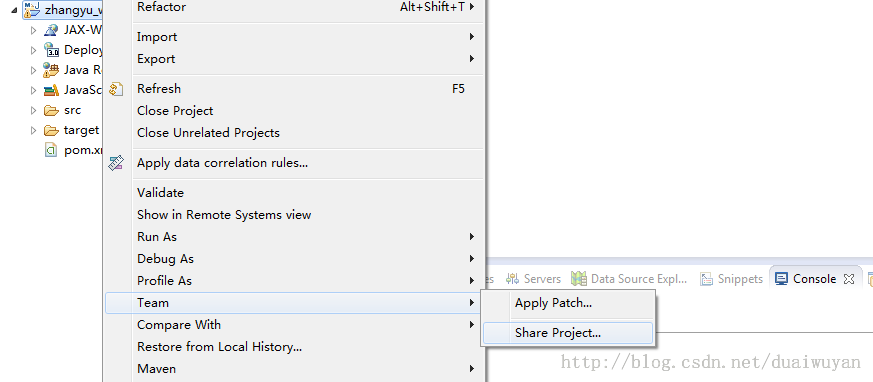 zhangyu_w
Refactor Alt+Shift+T
JAX-W
Import
Deploy
Export
Java R
JavaSc
Refresh F5
src
Close Project
target
Close Unrelated Projects
pom.xm
Apply data correlation rules...
Validate
Show in Remote Systems view
Run As
Debug As
Profile As
es Servers Data Source Expl... Snippets Console
Team
Apply Patch...
Compare With
Share Project...
Restore from Local History...
Maven
http://blog.csdn.net/duaiwuyan